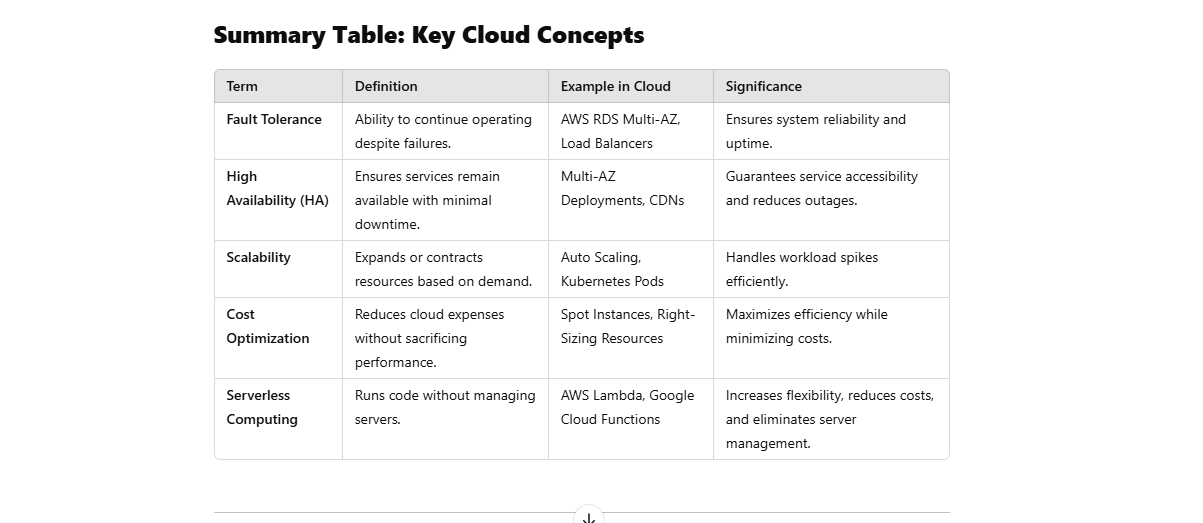 Summary Table: Key Cloud Concepts
Term Definition Example in Cloud Significance
Fault Tolerance Ability to continue operating AWS RDS Multi-AZ, Ensures system reliability and
despite failures. Load Balancers uptime.
High Ensures services remain Multi-AZ Guarantees service accessibility
Availability (HA) available with minimal Deployments, CDNs and reduces outages.
downtime.
Scalability Expands or contracts Auto Scaling, Handles workload spikes
resources based on demand. Kubernetes Pods efficiently.
Cost Reduces cloud expenses Spot Instances, Right- Maximizes efficiency while
Optimization without sacrificing Sizing Resources minimizing costs.
performance.
Serverless Runs code without managing AWS Lambda, Google Increases flexibility, reduces costs,
Computing servers. Cloud Functions and eliminates server
management.